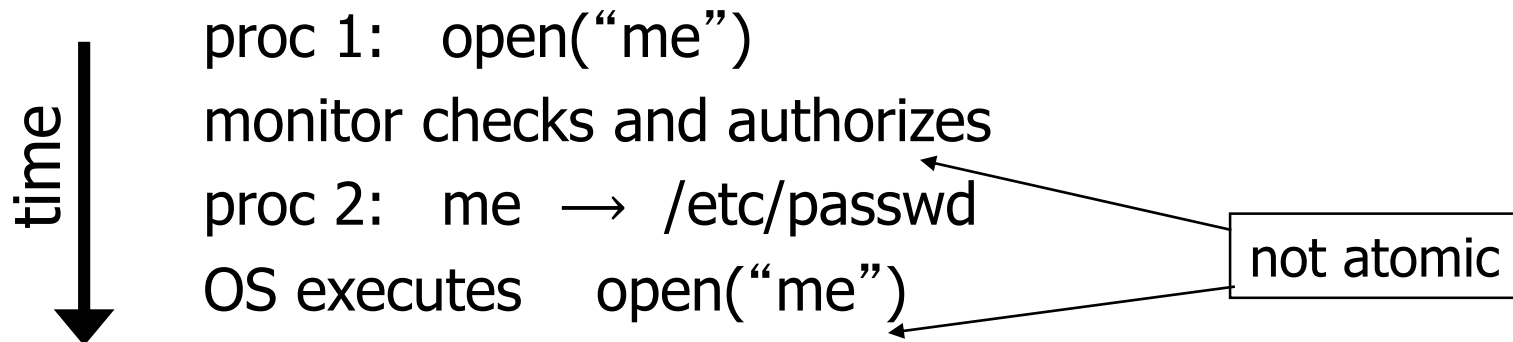 time
proc 1: open(“me”)
monitor checks and authorizes
proc 2: me → /etc/passwd
OS executes open(“me”)
not atomic